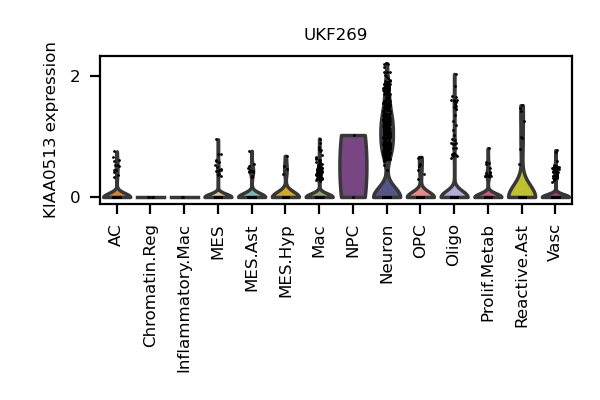 UKF269
KIAA0513 expression
2
0
AC
Chromatin.Reg
Inflammatory.Mac
MES
MES.Ast
MES.Hyp
Mac
NPC
Neuron
OPC
Oligo
Prolif.Metab
Reactive.Ast
Vasc